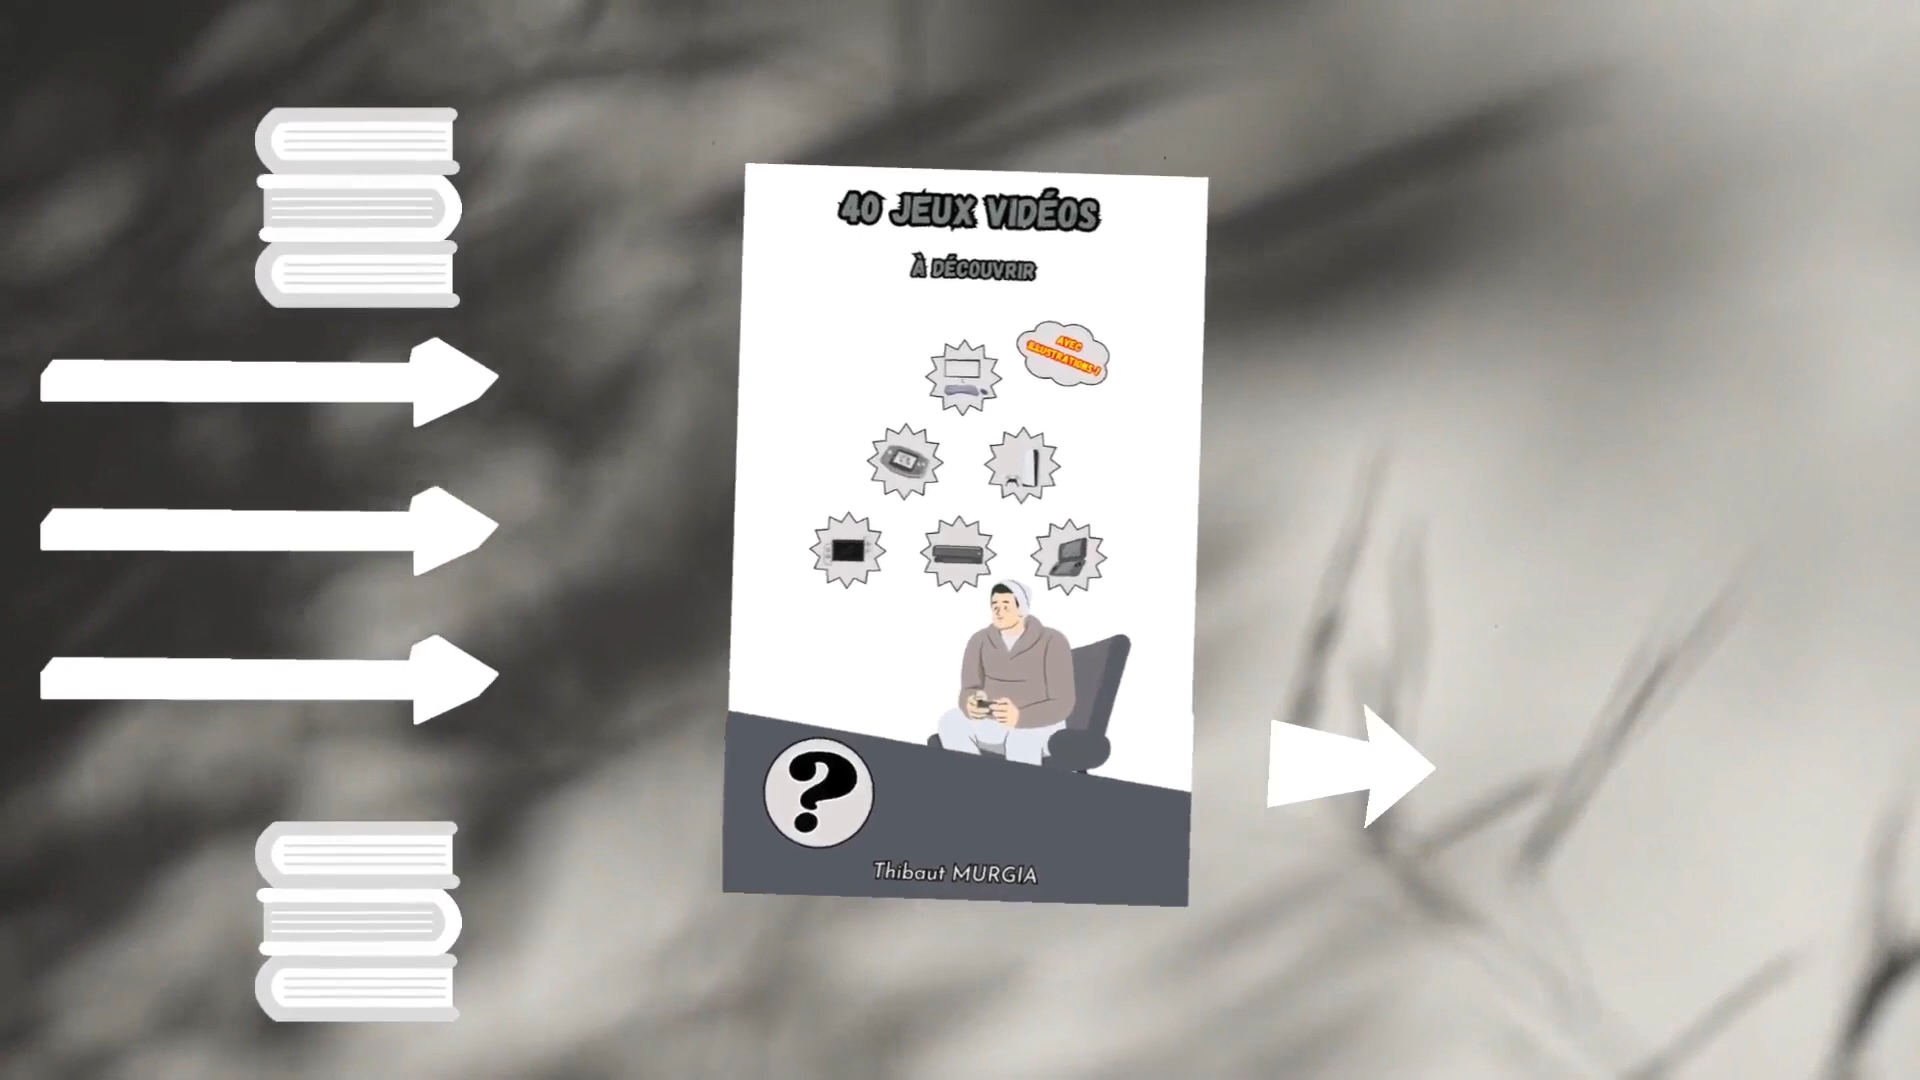 40 JEUX VIDÉOS
À DÉCOUVRIR
AVEC
ILLUSTRATIONS !
?
Thibaut MURGIA